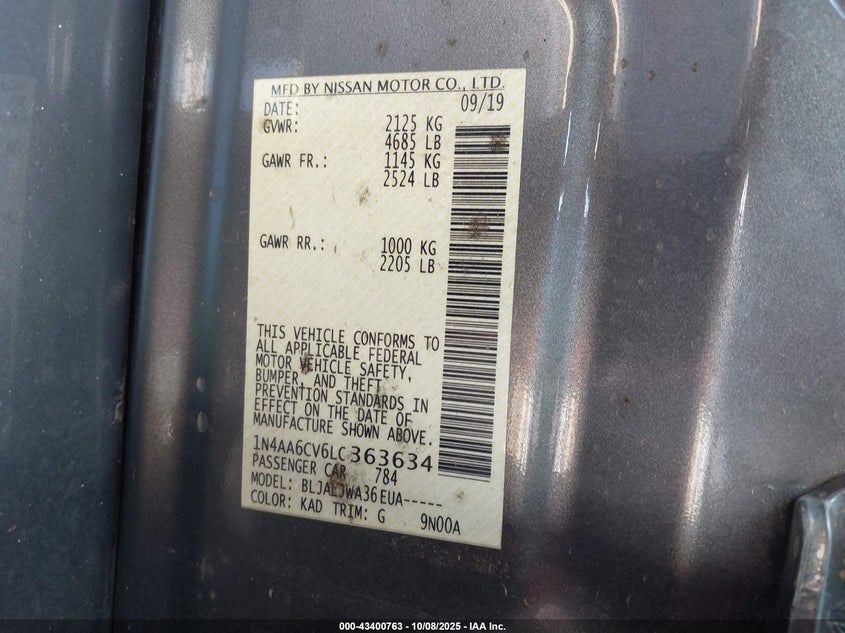 MFD BY NISSAN MOTOR CO., LTD.
DATE: 09/19
GVWR: 2125 KG
4685 LB
GAWR FR.: 1145 KG
2524 LB
GAWR RR.: 1000 KG
2205 LB
THIS VEHICLE CONFORMS TO
ALL APPLICABLE FEDERAL
MOTOR VEHICLE SAFETY,
BUMPER, AND THEFT
PREVENTION STANDARDS IN
EFFECT ON THE DATE OF
MANUFACTURE SHOWN ABOVE.
1N4AA6CV6LC363634
PASSENGER CAR 784
MODEL: 
COLOR: KAD TRIM: G 9N00A
000-43400763 - 10/08/2025 - IAA Inc.